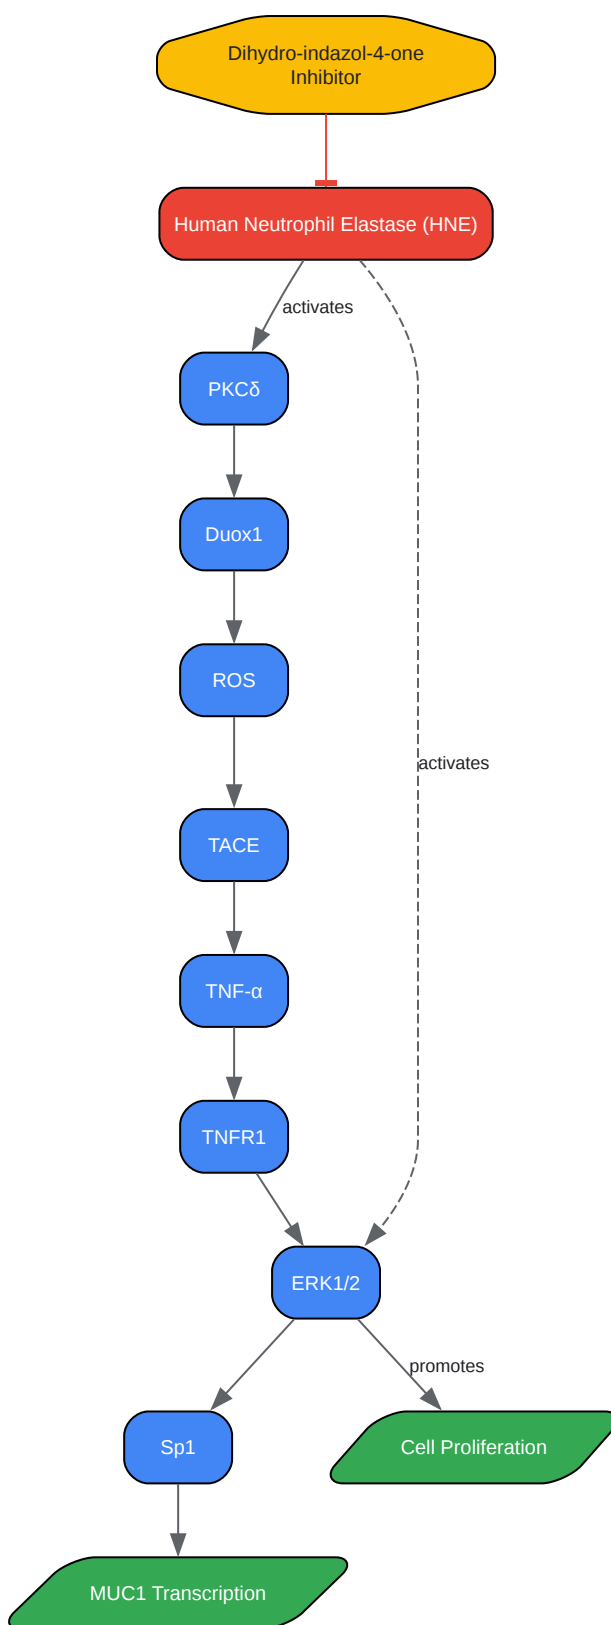 Dihydro-indazol-4-one
Inhibitor
Human Neutrophil Elastase (HNE)
activates
PKCδ
Duox1
ROS
activates
TACE
TNF-α
TNFR1
ERK1/2
promotes
Sp1
Cell Proliferation
MUC1 Transcription